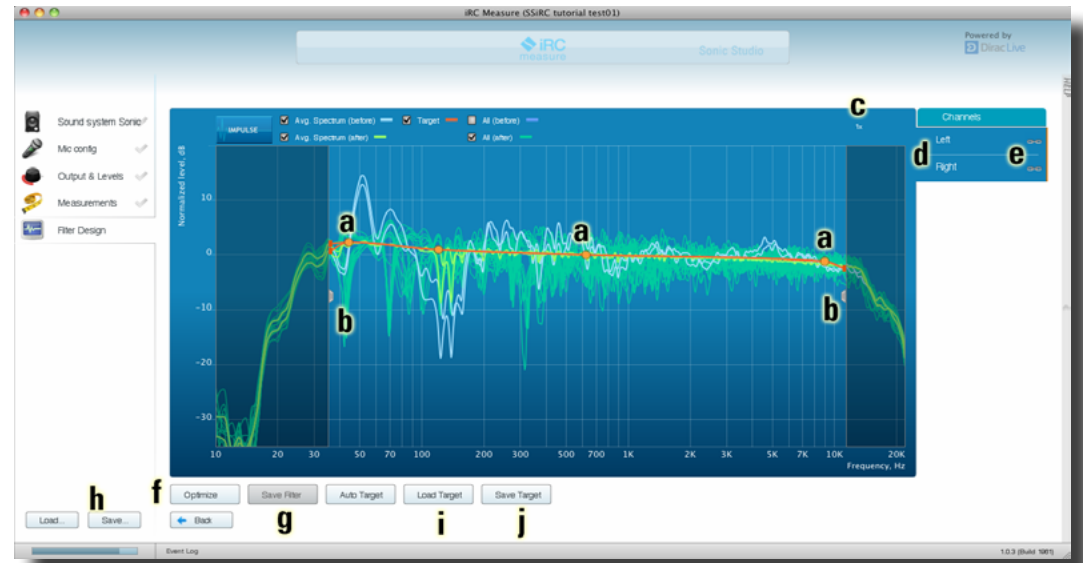 iRC Measure (SSiRC tutorial test01)
iRC
measure
Sonic Studio
Powered by
Dirac Live
HELP
Sound system Sonic
Mic config
Output & Levels
Measurements
Filter Design
IMPULSE
Avg. Spectrum (before)
Target
All (before)
Avg. Spectrum (after)
All (after)
c
1x
Channels
d
Left
e
Right
Normalized level, dB
10
0
-10
-20
-30
a
a
a
b
b
10 20 30 50 70 100 200 300 500 700 1K 2K 3K 5K 7K 10K 20K
Frequency, Hz
f
Optimize
Save Filter
Auto Target
Load Target
Save Target
h
g
i
j
Load...
Save...
Back
Event Log
1.0.3 (Build 1981)